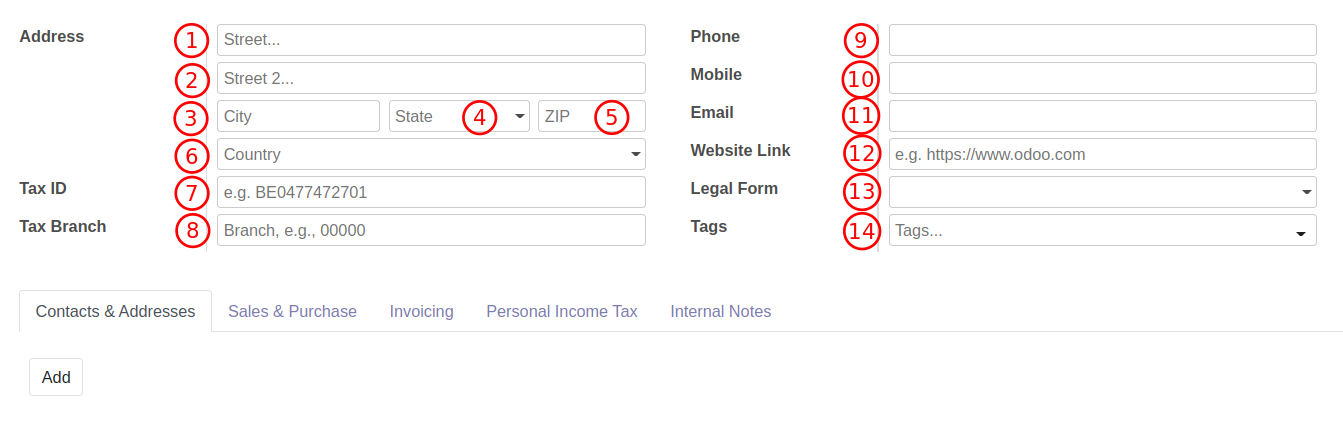 Address 1 Street...
2 Street 2...
3 City State 4 ZIP 5
6 Country
Tax ID 7 e.g. BE0477472701
Tax Branch 8 Branch, e.g., 00000
Phone 9
Mobile 10
Email 11
Website Link 12 e.g. https://www.odoo.com
Legal Form 13
Tags 14 Tags...
Contacts & Addresses Sales & Purchase Invoicing Personal Income Tax Internal Notes
Add